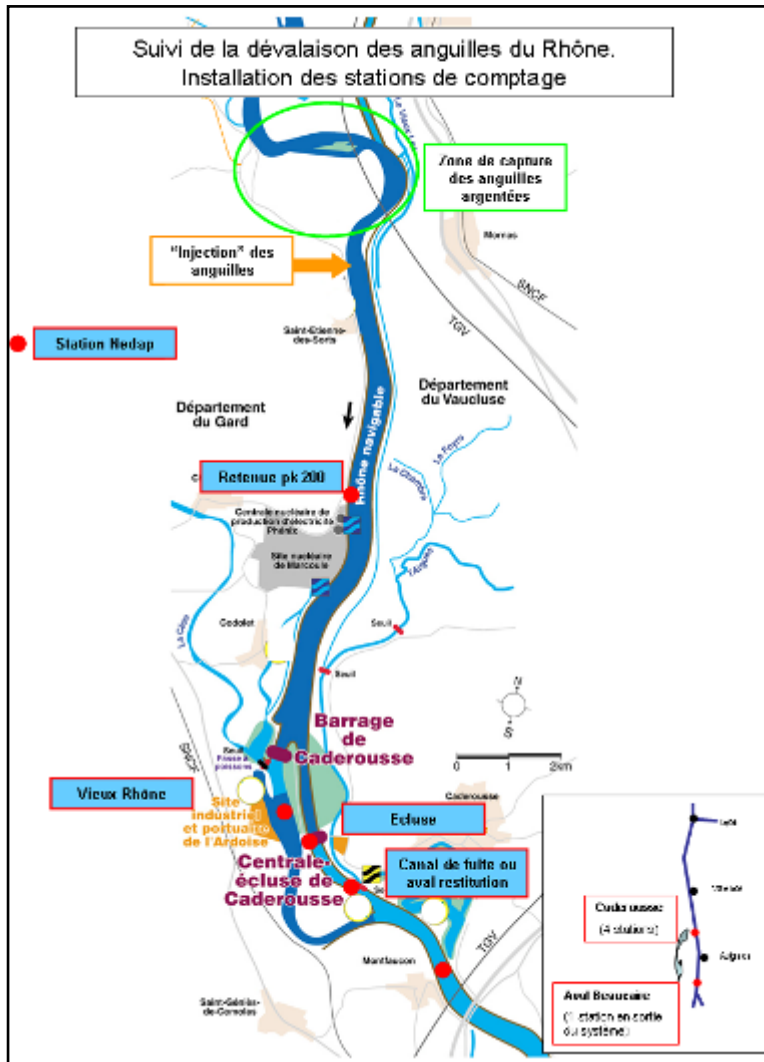 Suivi de la dévalaison des anguilles du Rhône.
Installation des stations de comptage
Zone de capture
des anguilles
argentées
Mornas
"Injection" des
anguilles
SNCF
TGV
Saint-Etienne-
des-Sorts
Station Nedap
Département
du Vaucluse
Département
du Gard
Rhône navigable
Retenue pk 200
Centrale nucléaire de
production d'électricité
Phénix
Site nucléaire
de Marcoule
La Cèze
Codolet
Seuil
Seuil
N
S
0 1 2km
Barrage
de
Caderousse
SNCF
Seuil
Passe à
poissons
Vieux Rhône
Site
industriel
et portuaire
de l'Ardoise
Caderousse
Ecluse
Centrale-
écluse de
Caderousse
Canal de fuite ou
aval restitution
TGV
Montfaucon
Saint-Géniès-
de-Comolas
Caderousse
(4 stations)
Aval Beaucaire
(1 station en sortie
du système)